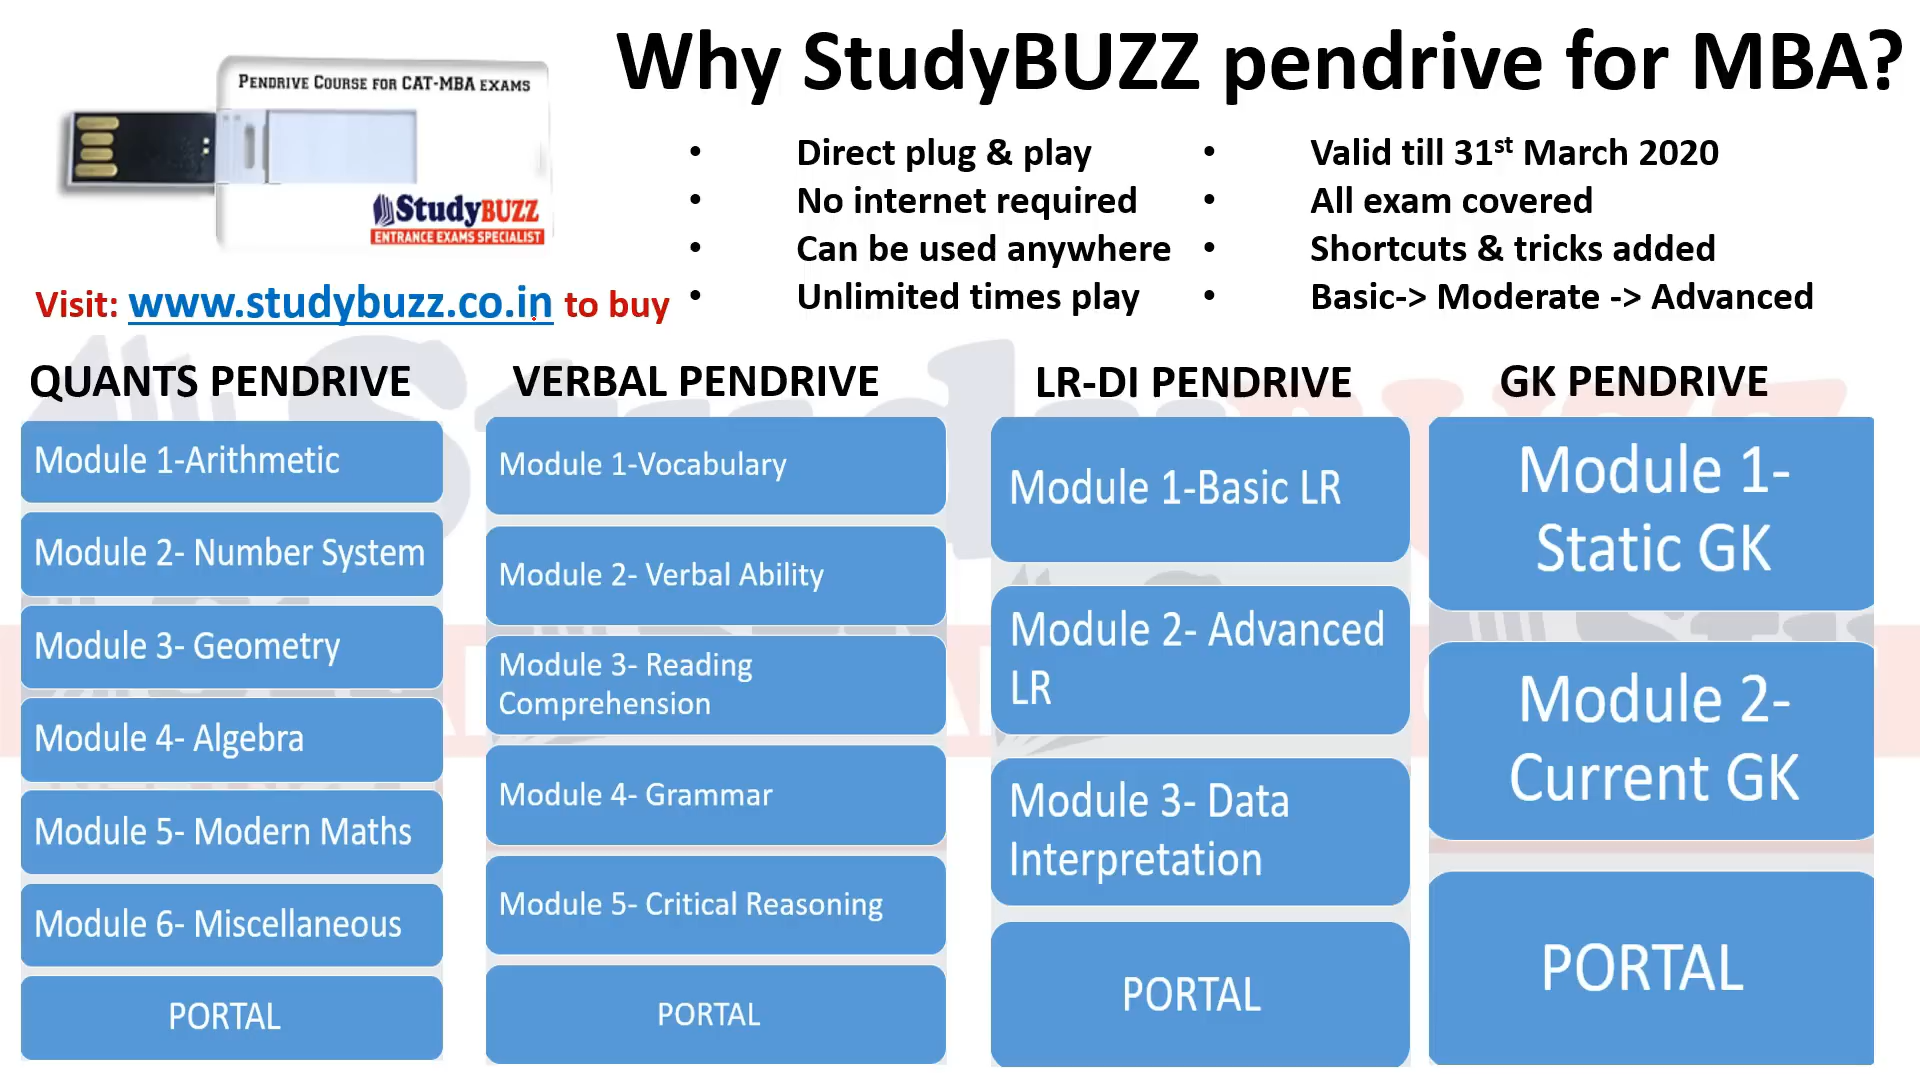 Why StudyBUZZ pendrive for MBA?
PENDRIVE COURSE FOR CAT-MBA EXAMS
StudyBUZZ
ENTRANCE EXAMS SPECIALIST
Visit: www.studybuzz.co.in to buy
• Direct plug & play
• No internet required
• Can be used anywhere
• Unlimited times play
• Valid till 31st March 2020
• All exam covered
• Shortcuts & tricks added
• Basic-> Moderate -> Advanced
QUANTS PENDRIVE
Module 1-Arithmetic
Module 2- Number System
Module 3- Geometry
Module 4- Algebra
Module 5- Modern Maths
Module 6- Miscellaneous
PORTAL
VERBAL PENDRIVE
Module 1-Vocabulary
Module 2- Verbal Ability
Module 3- Reading
Comprehension
Module 4- Grammar
Module 5- Critical Reasoning
PORTAL
LR-DI PENDRIVE
Module 1-Basic LR
Module 2- Advanced
LR
Module 3- Data
Interpretation
PORTAL
GK PENDRIVE
Module 1-
Static GK
Module 2-
Current GK
PORTAL